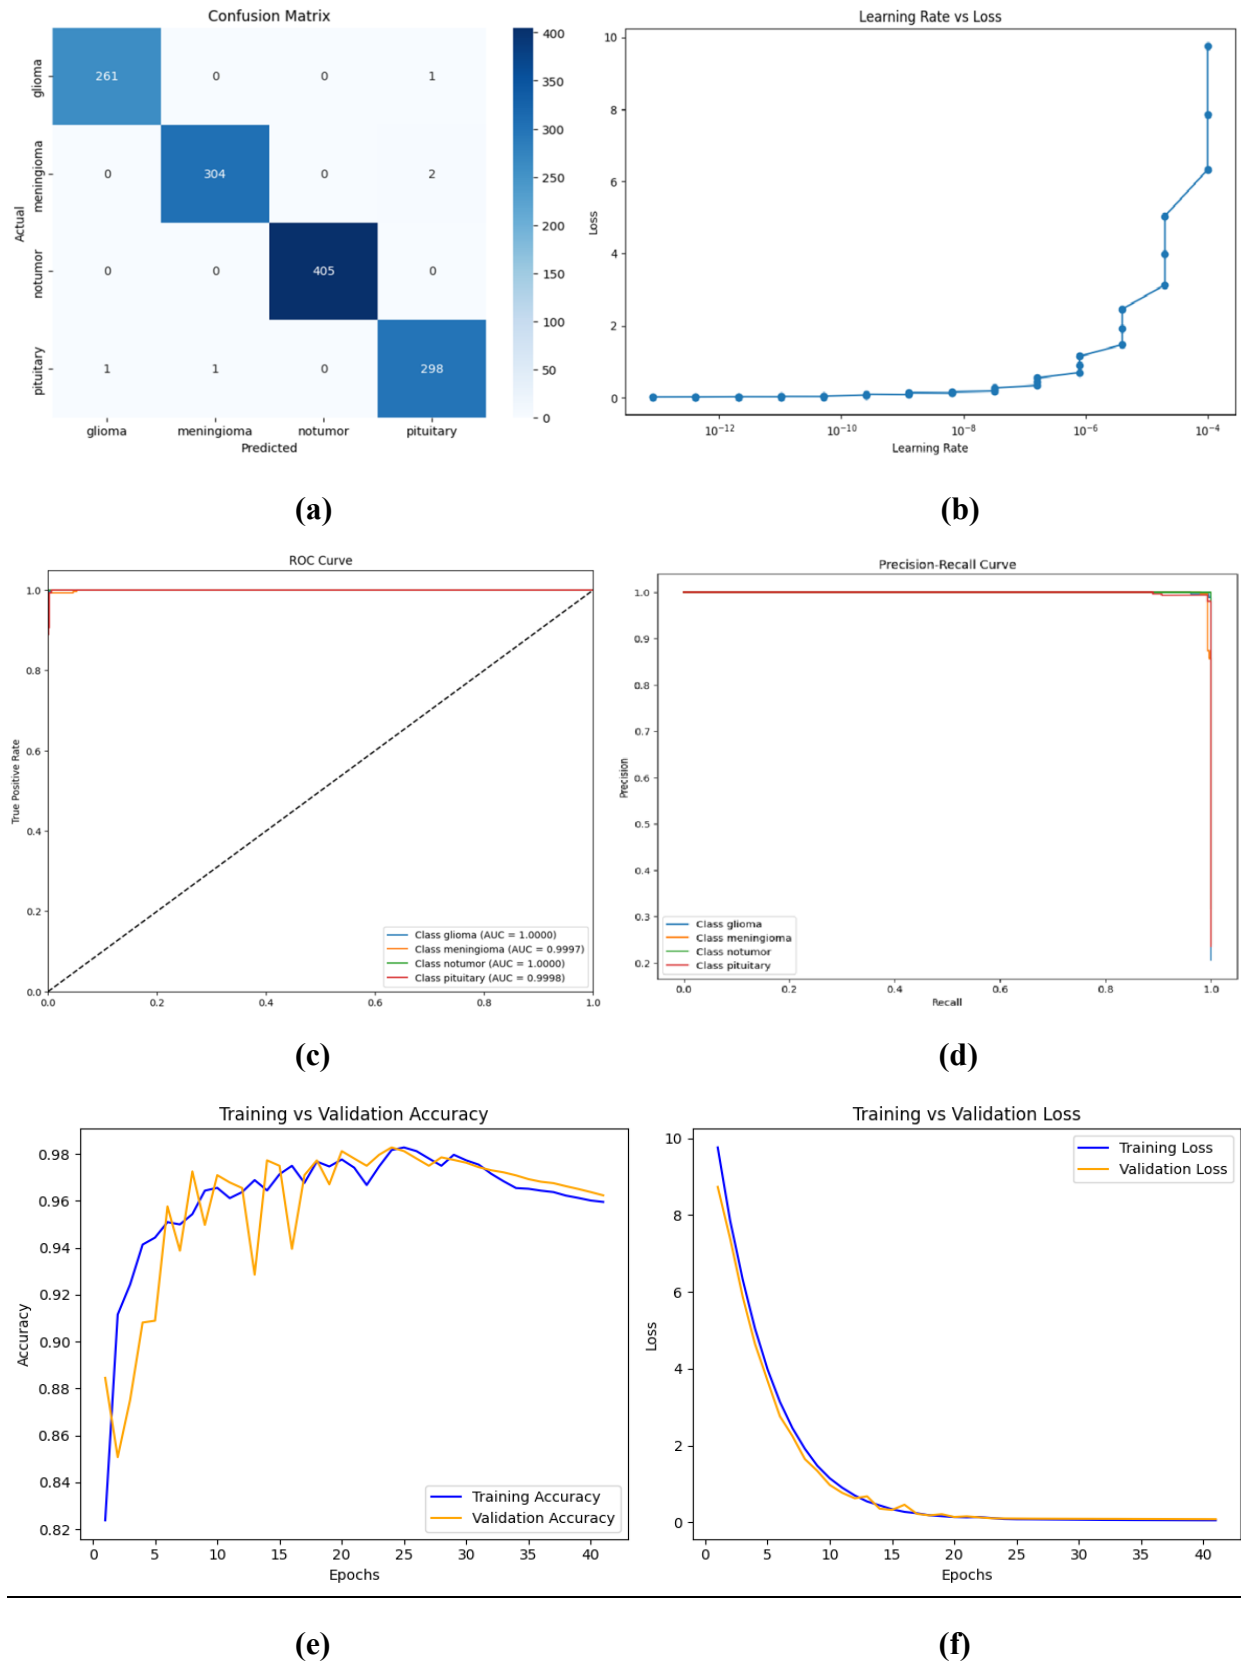 Confusion Matrix
glioma
meningioma
notumor
pituitary
Actual
261 0 0 1
0 304 0 2
0 0 405 0
1 1 0 298
glioma meningioma notumor pituitary
Predicted
400
350
300
250
200
150
100
50
0
Learning Rate vs Loss
10
8
6
4
2
0
Loss
10⁻¹² 10⁻¹⁰ 10⁻⁸ 10⁻⁶ 10⁻⁴
Learning Rate
(a)
(b)
ROC Curve
1.0
0.8
0.6
0.4
0.2
0.0
True Positive Rate
Class glioma (AUC = 1.0000)
Class meningioma (AUC = 0.9997)
Class notumor (AUC = 1.0000)
Class pituitary (AUC = 0.9998)
0.0 0.2 0.4 0.6 0.8 1.0
Precision-Recall Curve
1.0
0.9
0.8
0.7
0.6
0.5
0.4
0.3
0.2
Precision
Class glioma
Class meningioma
Class notumor
Class pituitary
0.0 0.2 0.4 0.6 0.8 1.0
Recall
(c)
(d)
Training vs Validation Accuracy
0.98
0.96
0.94
0.92
0.90
0.88
0.86
0.84
0.82
Accuracy
Training Accuracy
Validation Accuracy
0 5 10 15 20 25 30 35 40
Epochs
Training vs Validation Loss
10
8
6
4
2
0
Loss
Training Loss
Validation Loss
0 5 10 15 20 25 30 35 40
Epochs
(e)
(f)